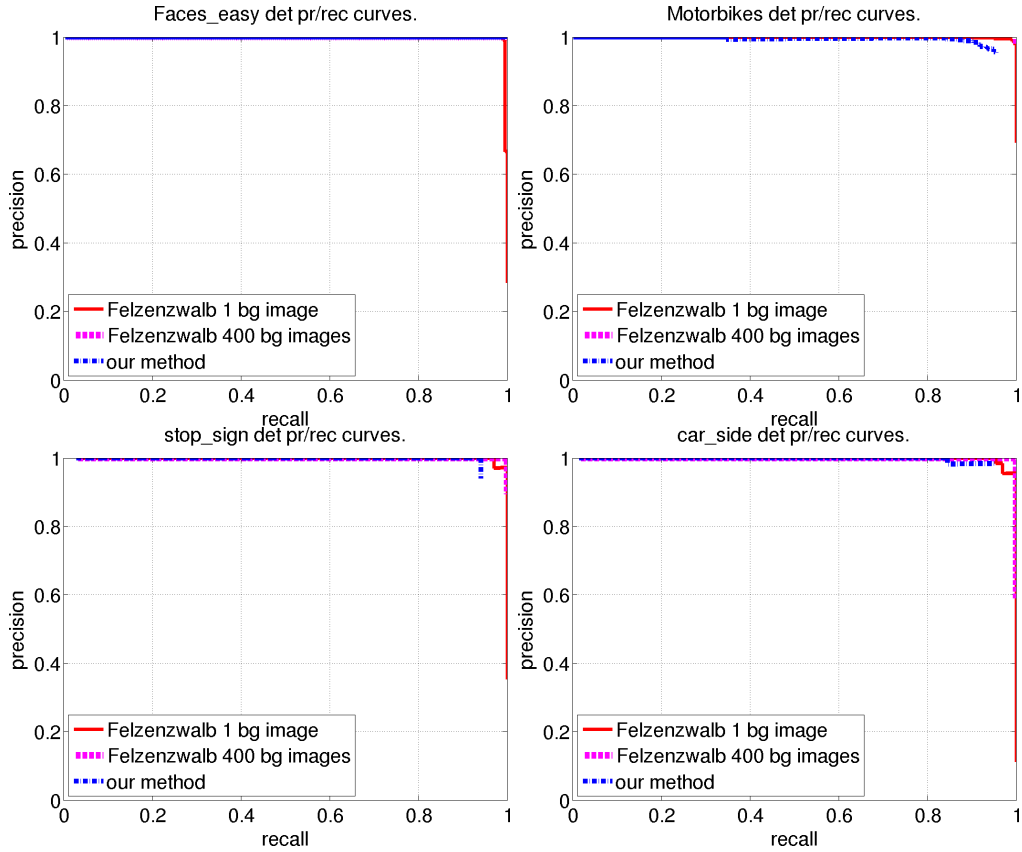 Faces_easy det pr/rec curves.
precision
1
0.8
0.6
0.4
0.2
0
Felzenzwalb 1 bg image
Felzenzwalb 400 bg images
our method
0 0.2 0.4 0.6 0.8 1
recall
Motorbikes det pr/rec curves.
precision
1
0.8
0.6
0.4
0.2
0
Felzenzwalb 1 bg image
Felzenzwalb 400 bg images
our method
0 0.2 0.4 0.6 0.8 1
recall
stop_sign det pr/rec curves.
precision
1
0.8
0.6
0.4
0.2
0
Felzenzwalb 1 bg image
Felzenzwalb 400 bg images
our method
0 0.2 0.4 0.6 0.8 1
recall
car_side det pr/rec curves.
precision
1
0.8
0.6
0.4
0.2
0
Felzenzwalb 1 bg image
Felzenzwalb 400 bg images
our method
0 0.2 0.4 0.6 0.8 1
recall